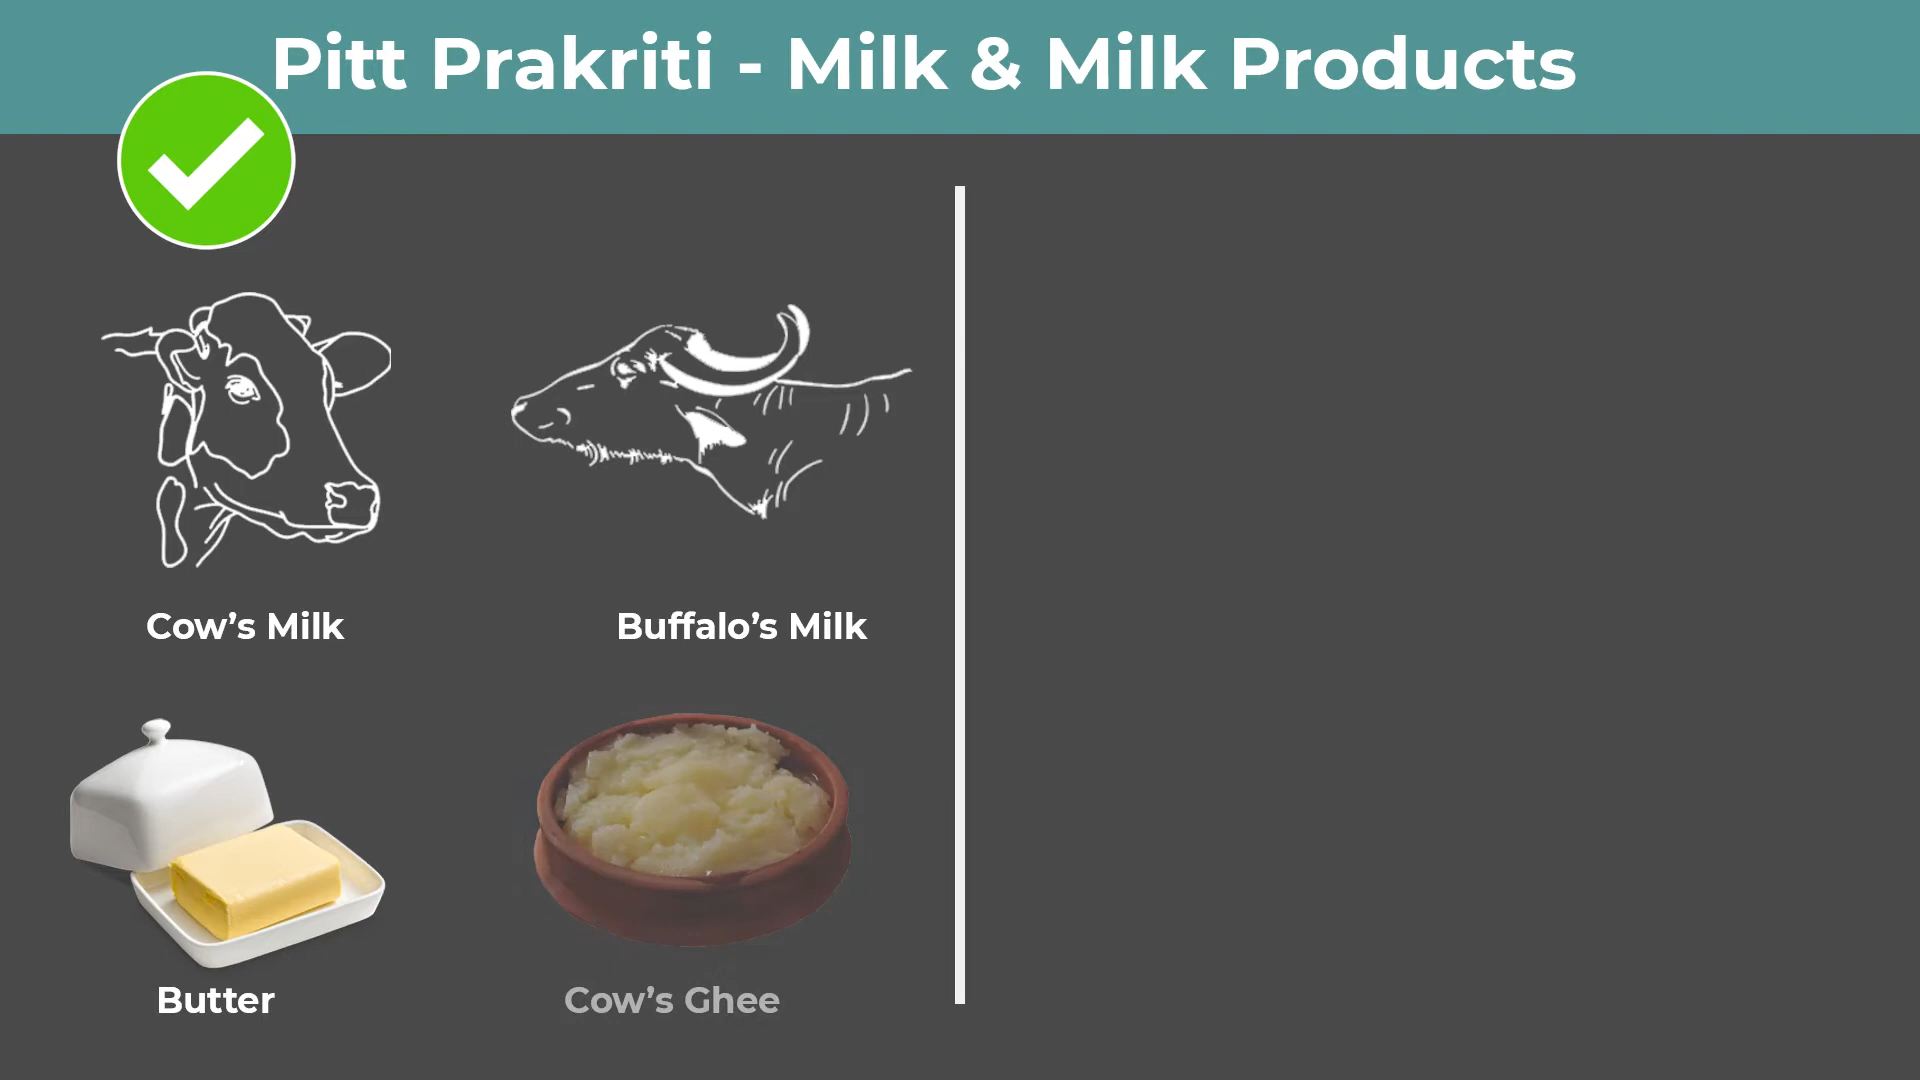 Pitt Prakriti - Milk & Milk Products
Cow’s Milk
Buffalo’s Milk
Butter
Cow’s Ghee